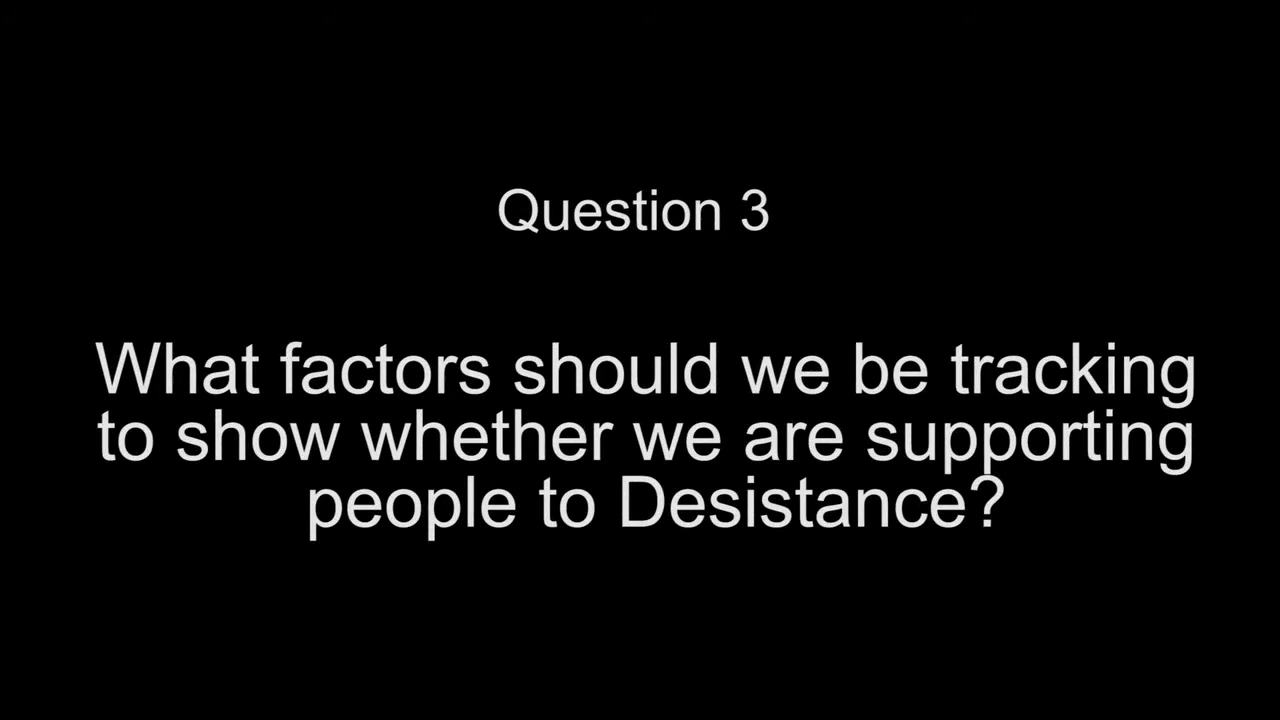 Question 3
What factors should we be tracking
to show whether we are supporting
people to Desistance?